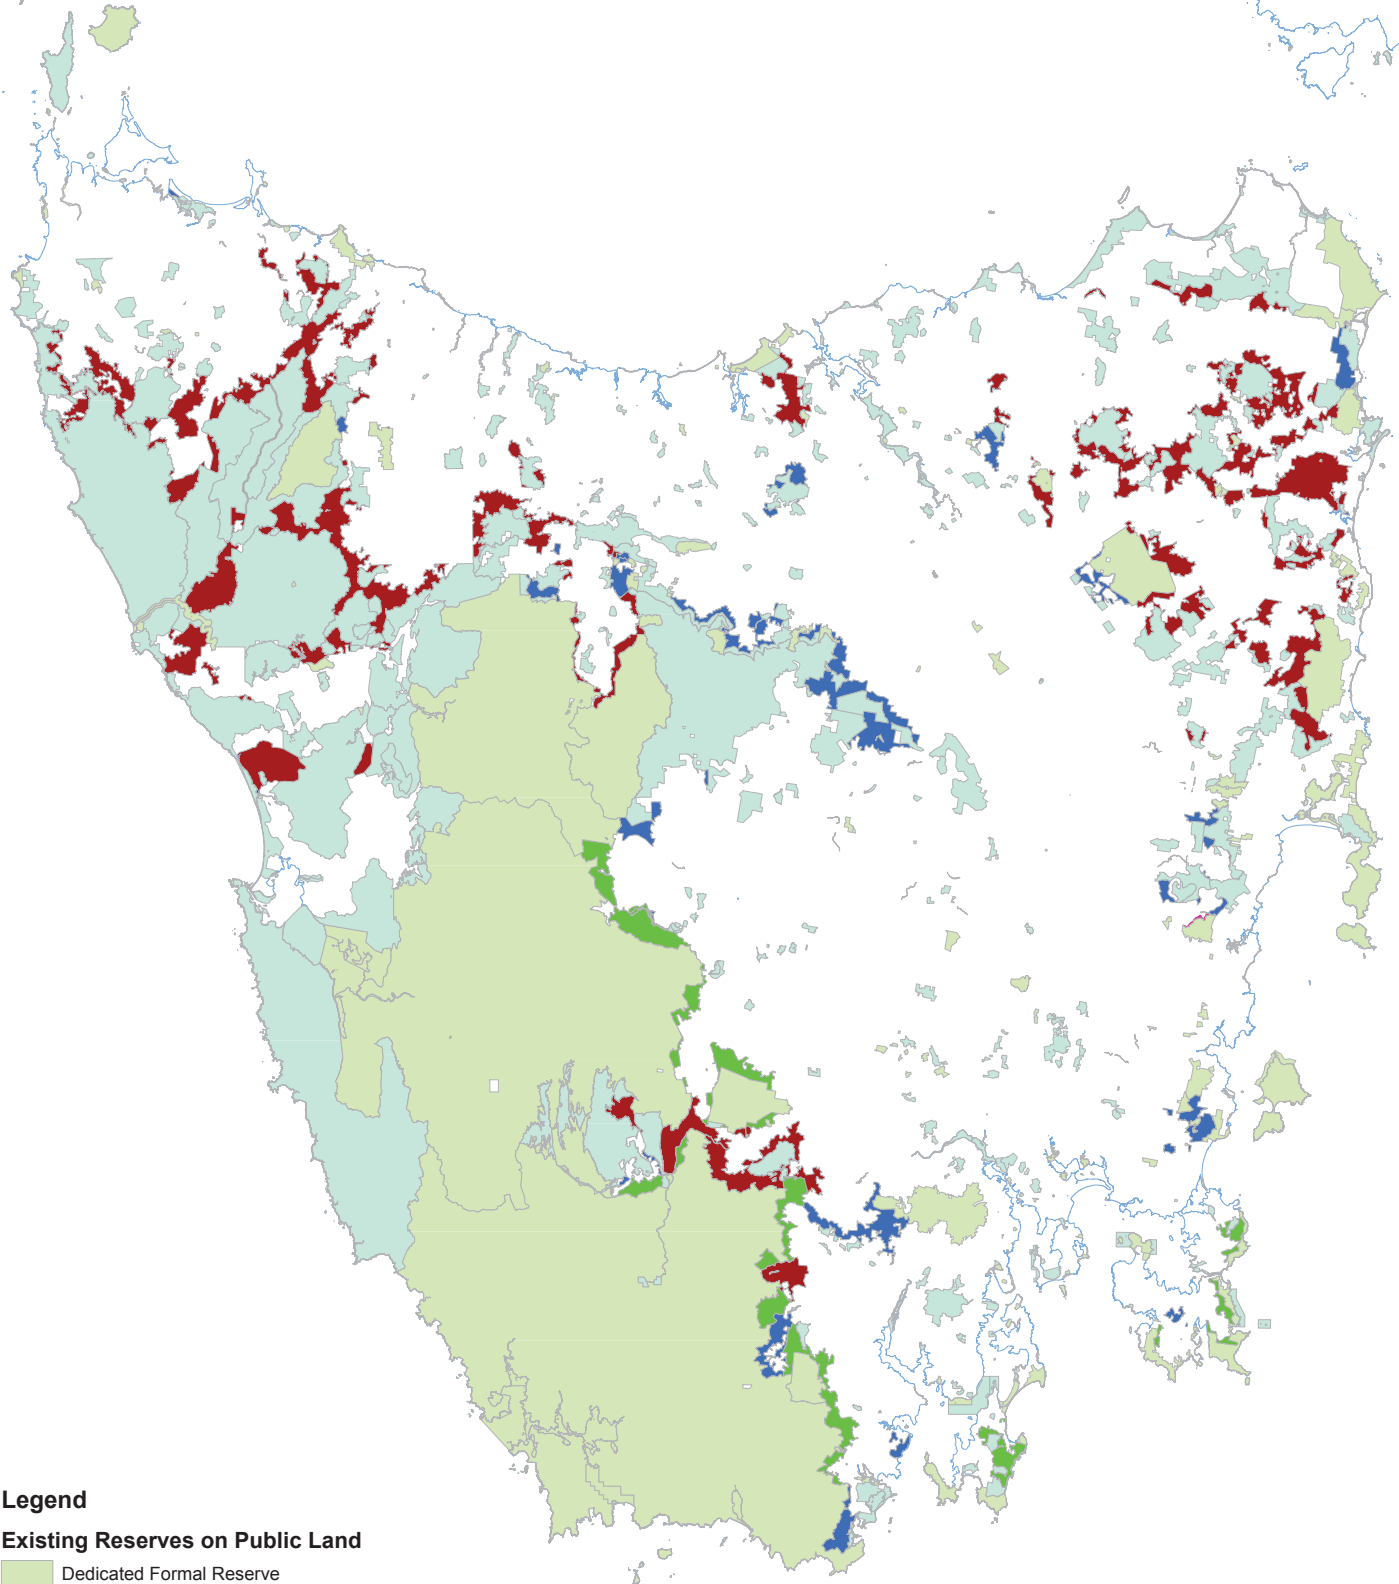 Legend
Existing Reserves on Public Land
Dedicated Formal Reserve